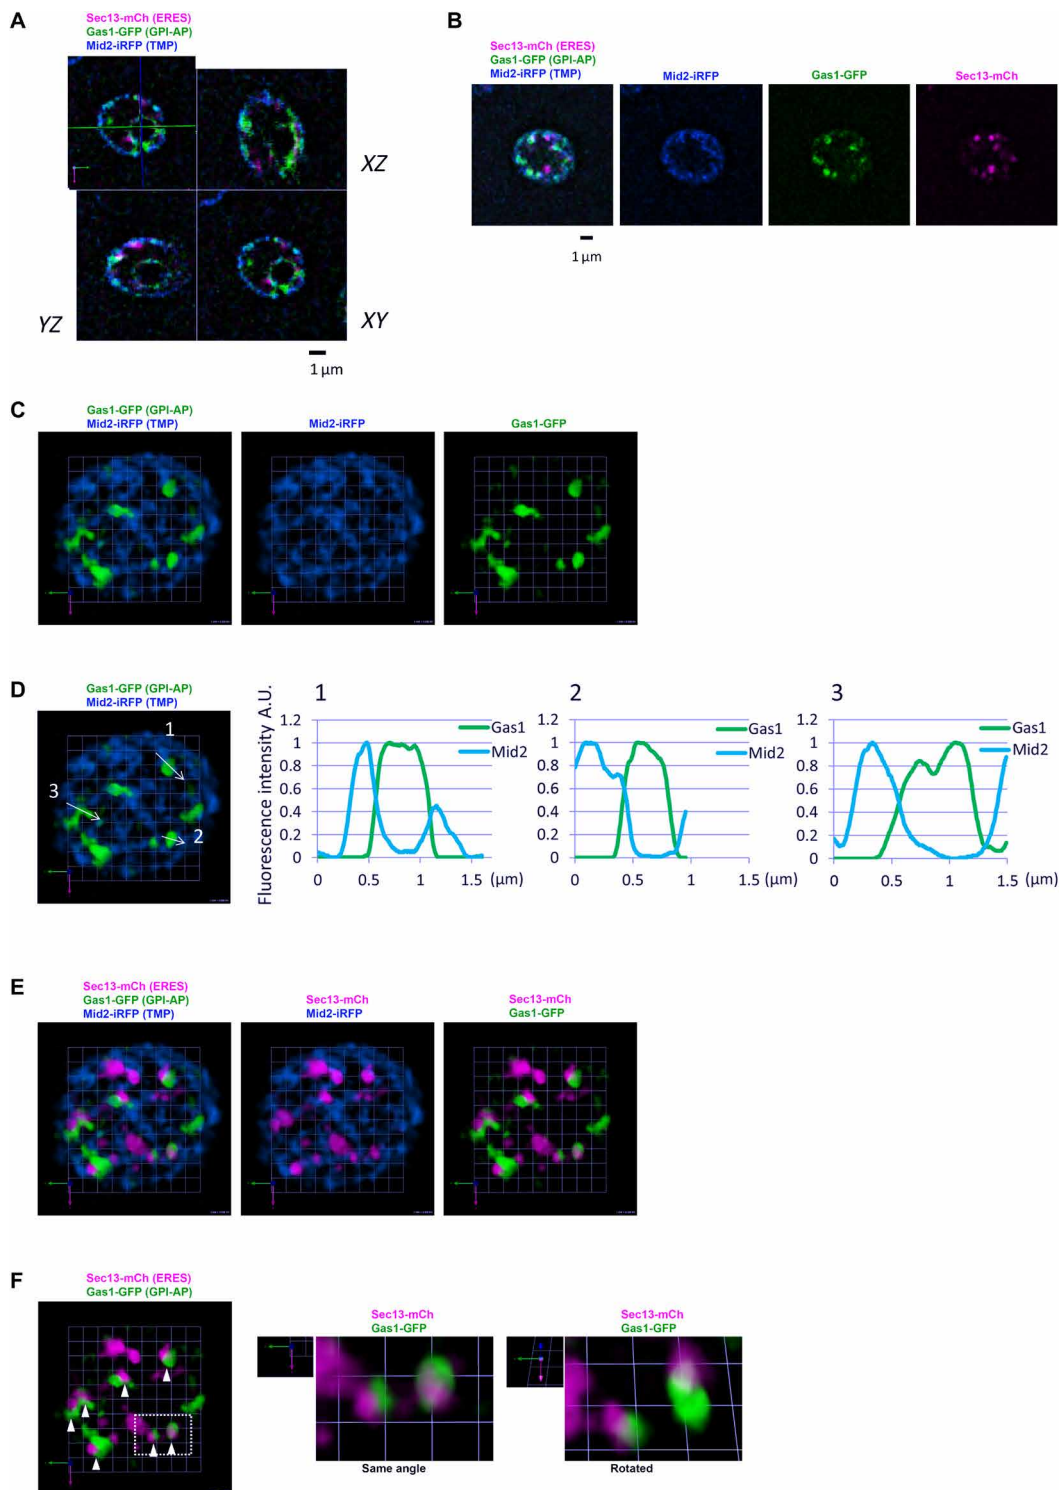 A
Sec13-mCh (ERES)
Gas1-GFP (GPI-AP)
Mid2-iRFP (TMP)
XZ
YZ
XY
1 μm
B
Sec13-mCh (ERES)
Gas1-GFP (GPI-AP)
Mid2-iRFP (TMP)
Mid2-iRFP
Gas1-GFP
Sec13-mCh
1 μm
C
Gas1-GFP (GPI-AP)
Mid2-iRFP (TMP)
Mid2-iRFP
Gas1-GFP
D
Gas1-GFP (GPI-AP)
Mid2-iRFP (TMP)
1
3
2
Fluorescence intensity A.U.
1
1.2
1
0.8
0.6
0.4
0.2
0
0 0.5 1 1.5 (μm)
Gas1
Mid2
2
1.2
1
0.8
0.6
0.4
0.2
0
0 0.5 1 1.5 (μm)
Gas1
Mid2
3
1.2
1
0.8
0.6
0.4
0.2
0
0 0.5 1 1.5 (μm)
Gas1
Mid2
E
Sec13-mCh (ERES)
Gas1-GFP (GPI-AP)
Mid2-iRFP (TMP)
Sec13-mCh
Mid2-iRFP
Sec13-mCh
Gas1-GFP
F
Sec13-mCh (ERES)
Gas1-GFP (GPI-AP)
Sec13-mCh
Gas1-GFP
Same angle
Sec13-mCh
Gas1-GFP
Rotated